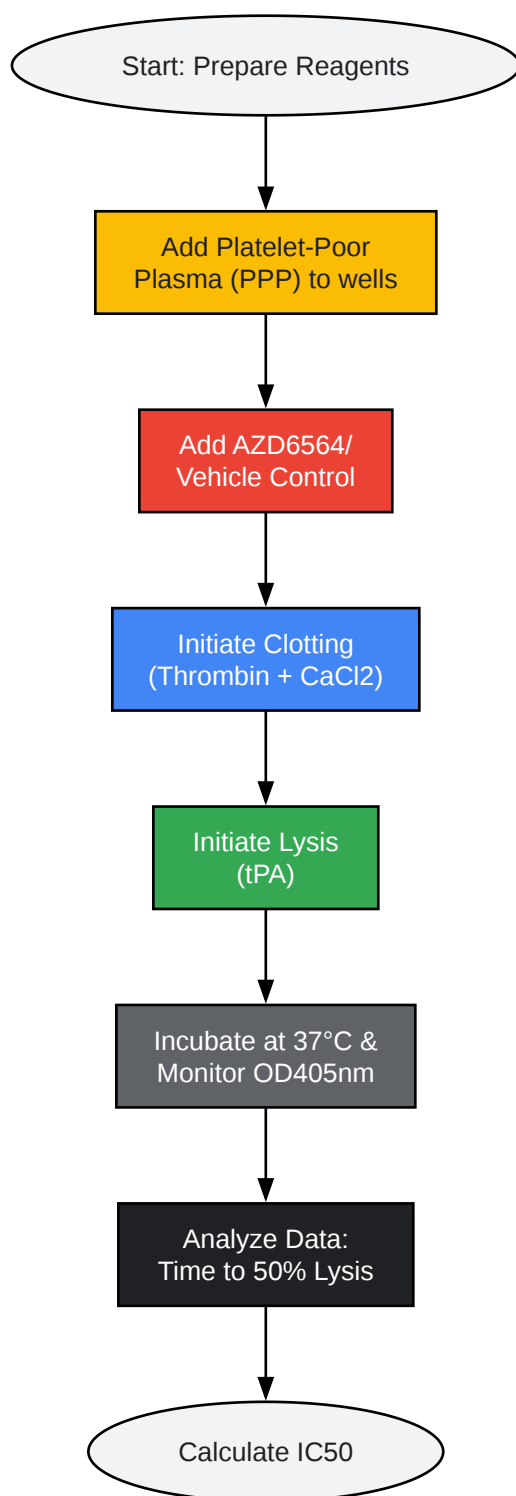 Start: Prepare Reagents
Add Platelet-Poor
Plasma (PPP) to wells
Add AZD6564/
Vehicle Control
Initiate Clotting
(Thrombin + CaCl2)
Initiate Lysis
(tPA)
Incubate at 37°C &
Monitor OD405nm
Analyze Data:
Time to 50% Lysis
Calculate IC50